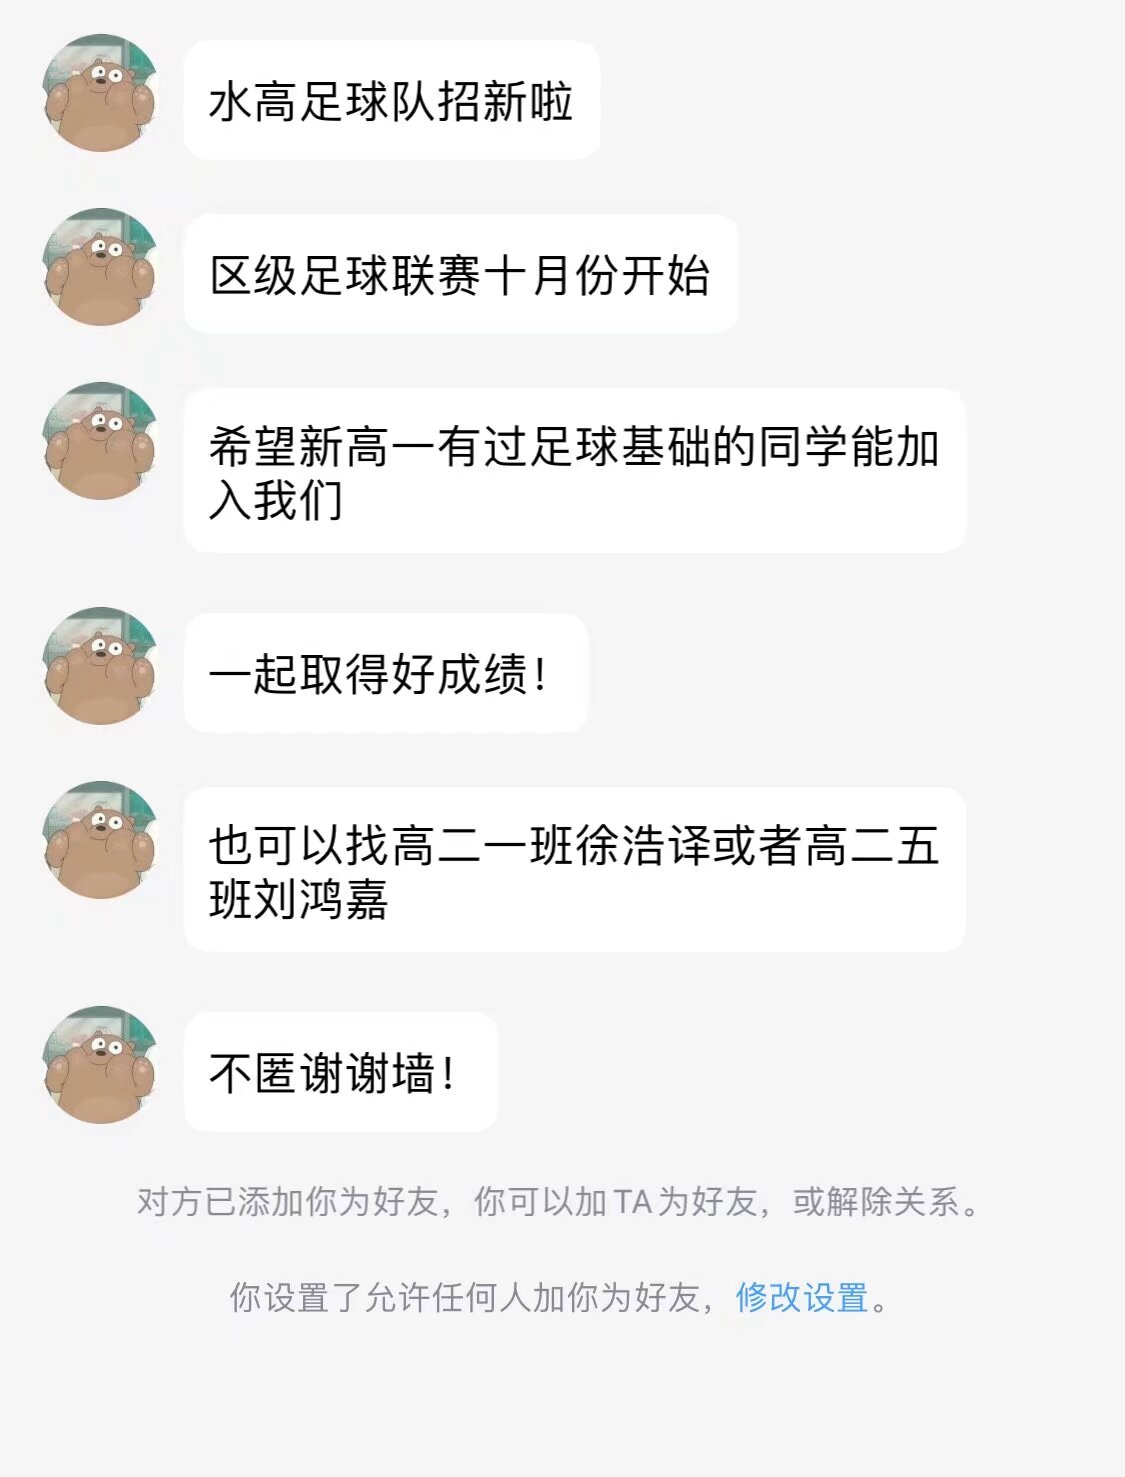 水高足球队招新啦
区级足球联赛十月份开始
希望新高一有过足球基础的同学能加
入我们
一起取得好成绩！
也可以找高二一班徐浩译或者高二五
班刘鸿嘉
不匿谢谢墙！
对方已添加你为好友，你可以加TA为好友，或解除关系。
你设置了允许任何人加你为好友，修改设置。